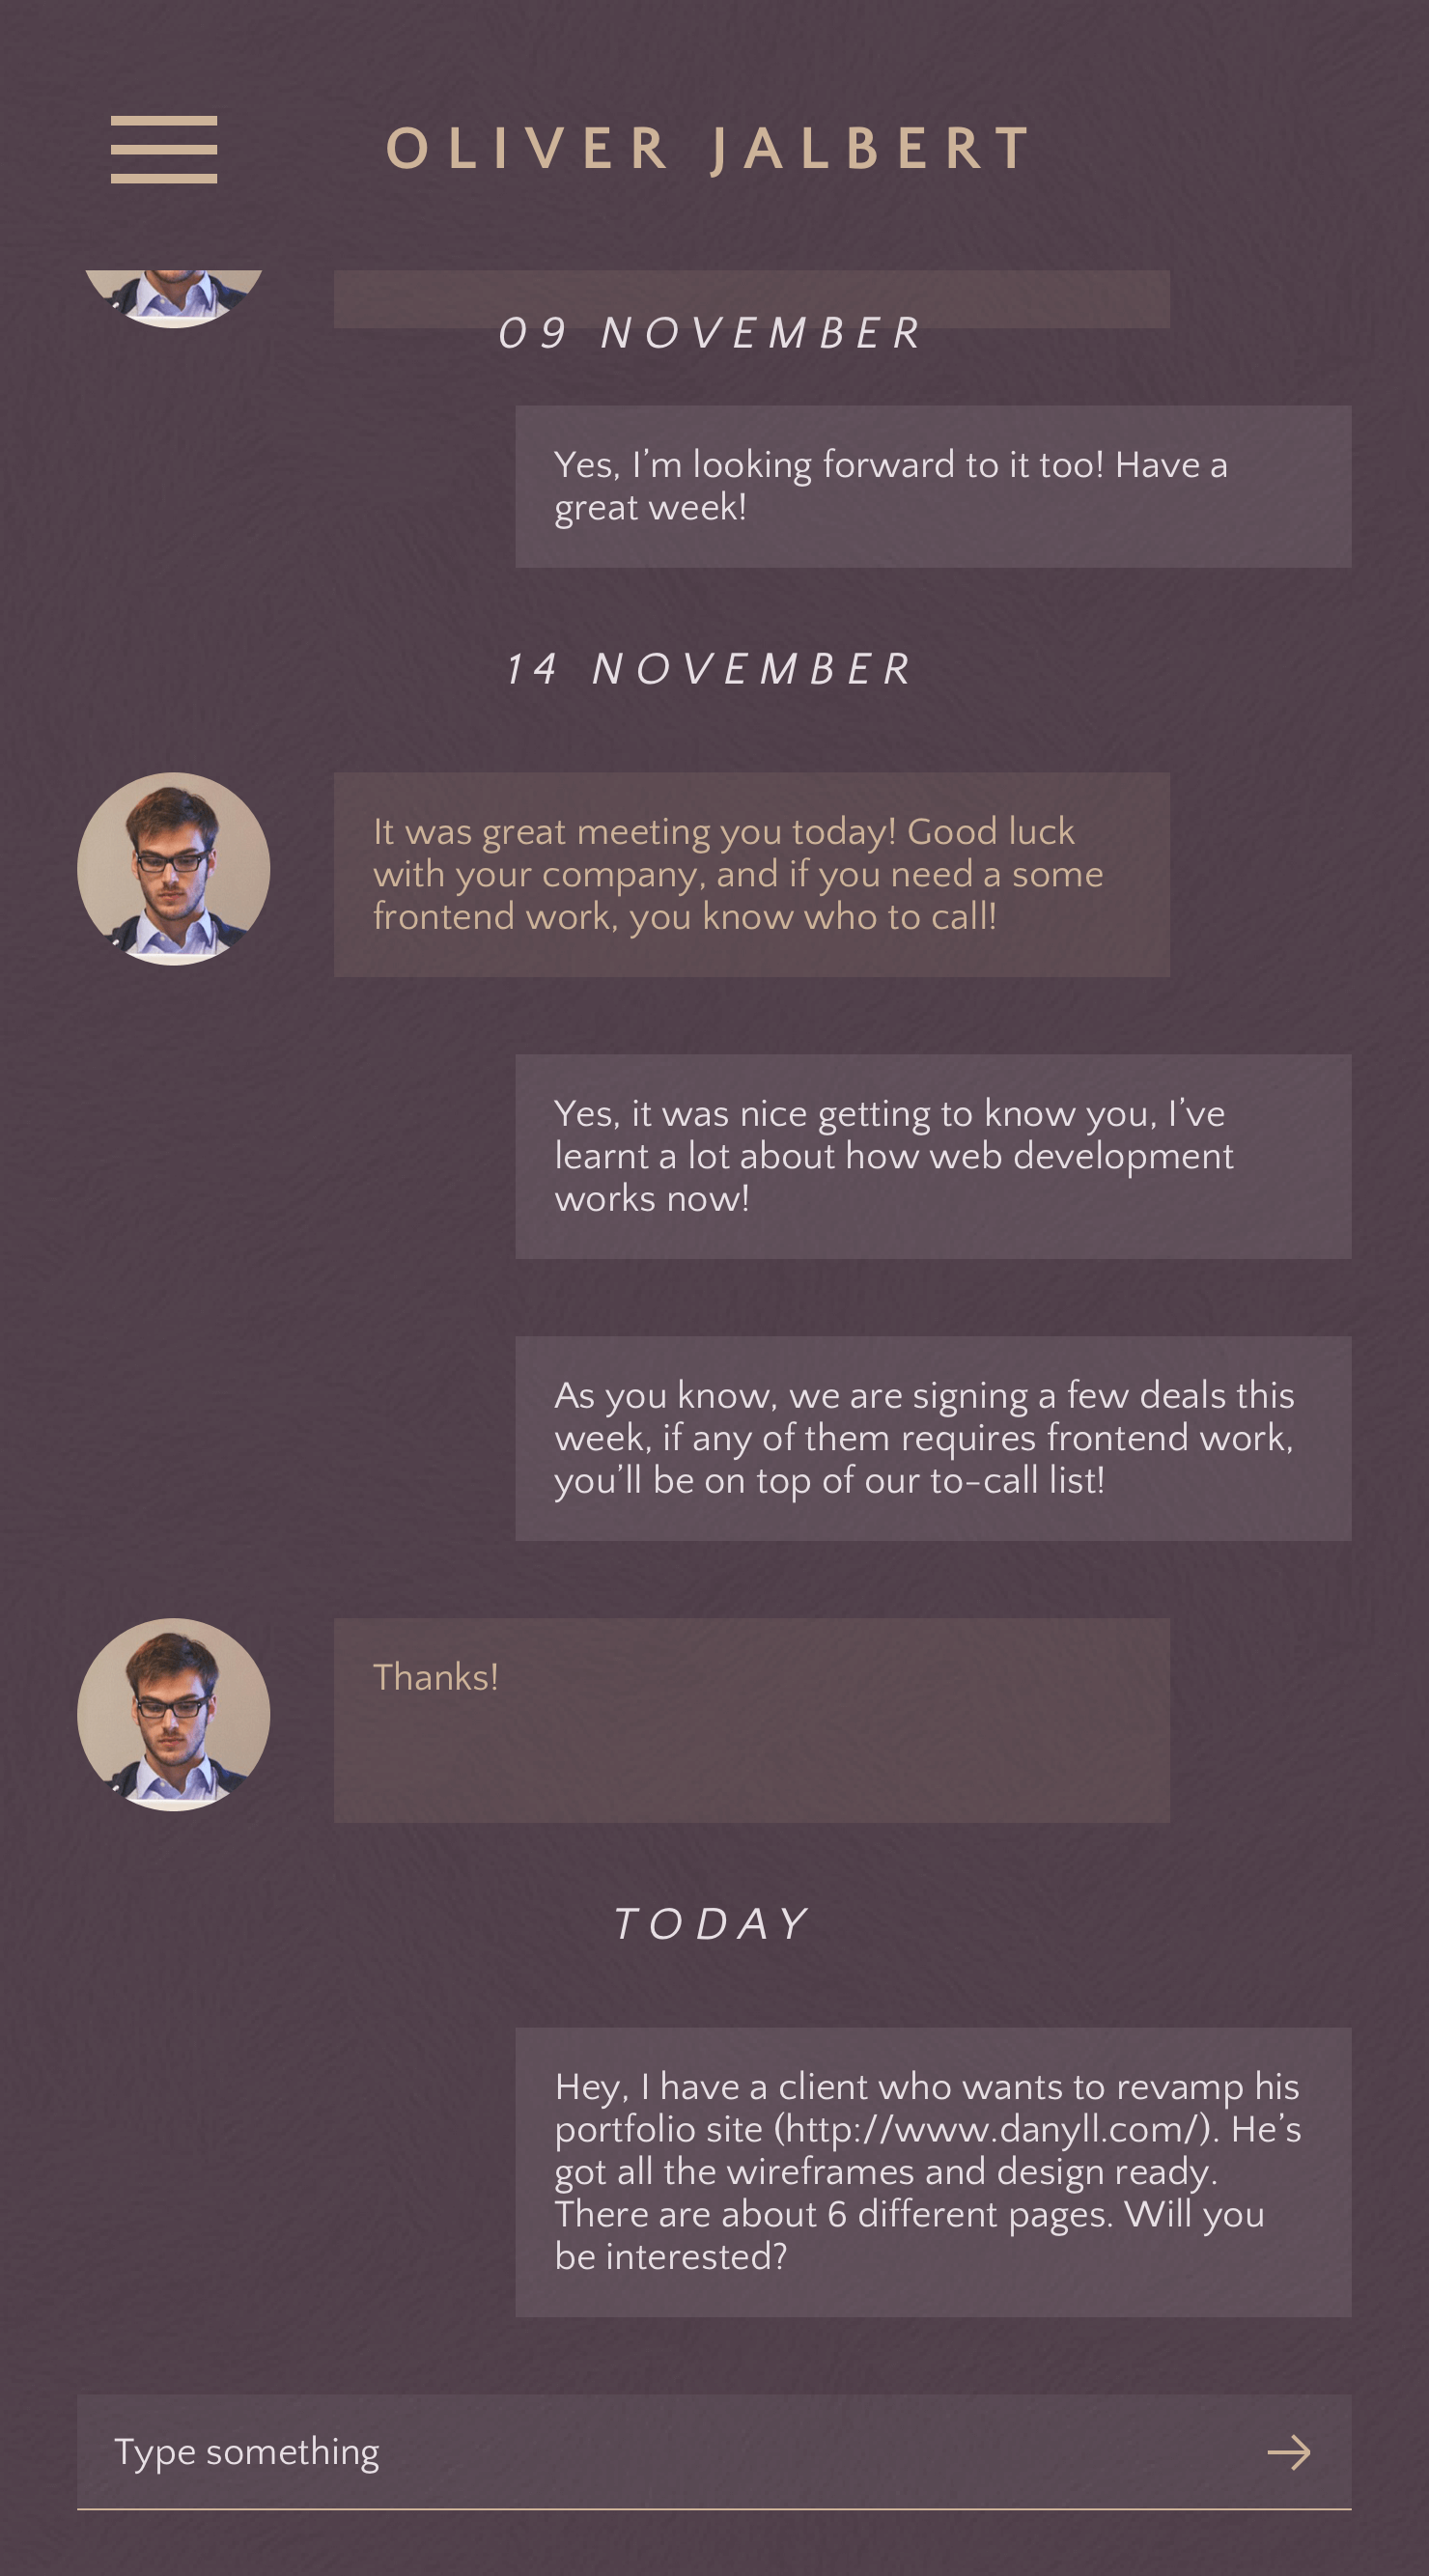 OLIVER JALBERT
09 NOVEMBER
Yes, I’m looking forward to it too! Have a
great week!
14 NOVEMBER
It was great meeting you today! Good luck
with your company, and if you need a some
frontend work, you know who to call!
Yes, it was nice getting to know you, I’ve
learnt a lot about how web development
works now!
As you know, we are signing a few deals this
week, if any of them requires frontend work,
you’ll be on top of our to-call list!
Thanks!
TODAY
Hey, I have a client who wants to revamp his
portfolio site (http://www.danyll.com/). He’s
got all the wireframes and design ready.
There are about 6 different pages. Will you
be interested?
Type something